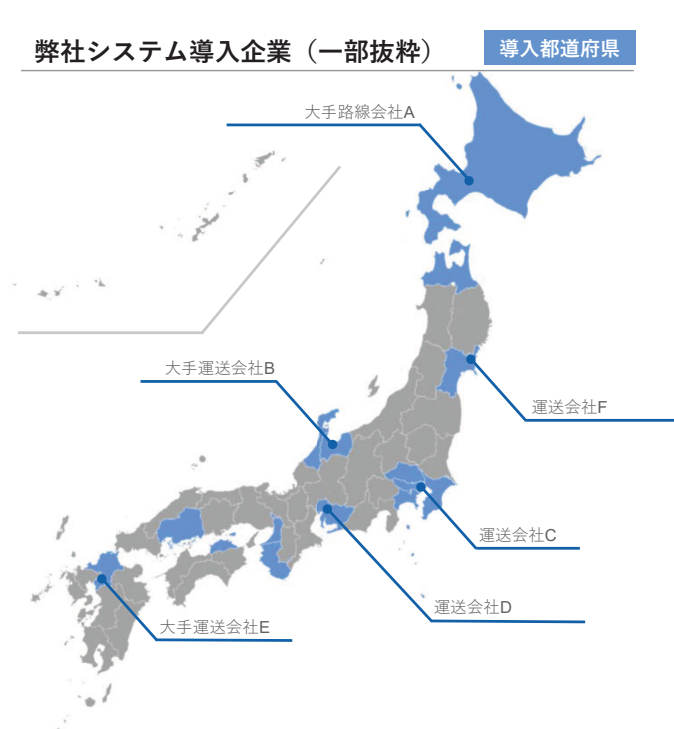 弊社システム導入企業（一部抜粋）
導入都道府県
大手路線会社A
大手運送会社B
運送会社F
運送会社C
運送会社D
大手運送会社E